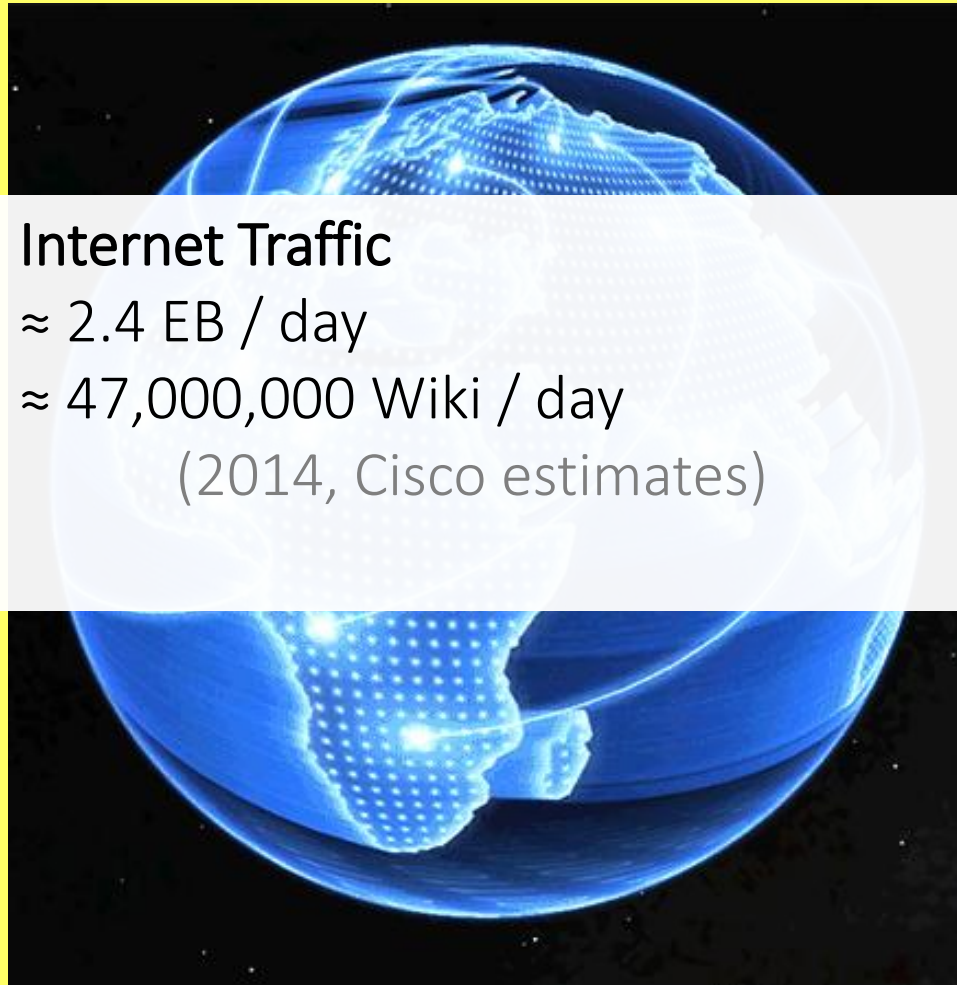 Internet Traffic
≈ 2.4 EB / day
≈ 47,000,000 Wiki / day
(2014, Cisco estimates)